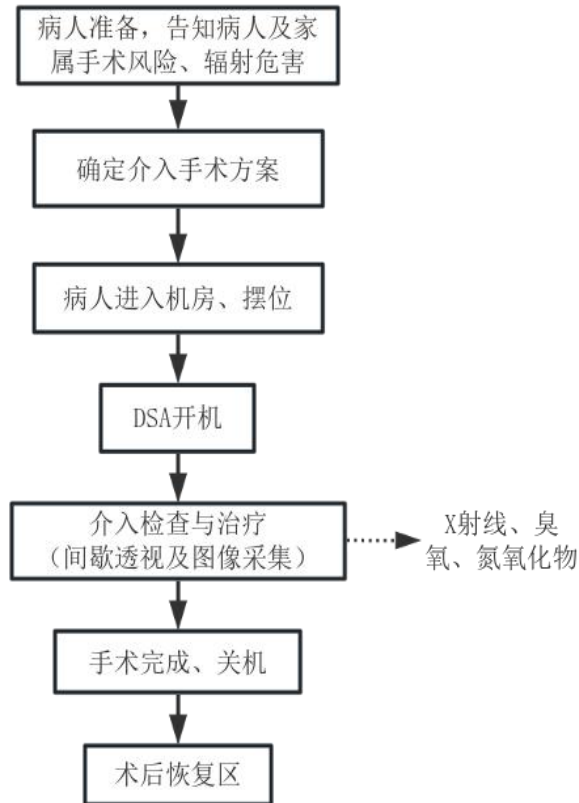 病人准备，告知病人及家
属手术风险、辐射危害
确定介入手术方案
病人进入机房、摆位
DSA开机
介入检查与治疗
（间歇透视及图像采集）
X射线、臭
氧、氮氧化物
手术完成、关机
术后恢复区